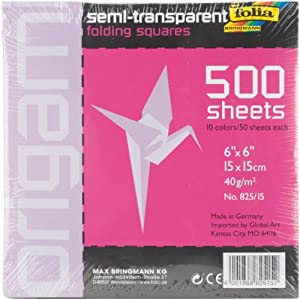 semi-transparent
folding squares
folia
BRINGMANN
origami
500
sheets
10 colors/50 sheets each
6"x 6"
15x15cm
40g/m²
No. 825/15
Made in Germany
Imported by Global Art
Kansas City, MO 64116
MAX BRINGMANN KG